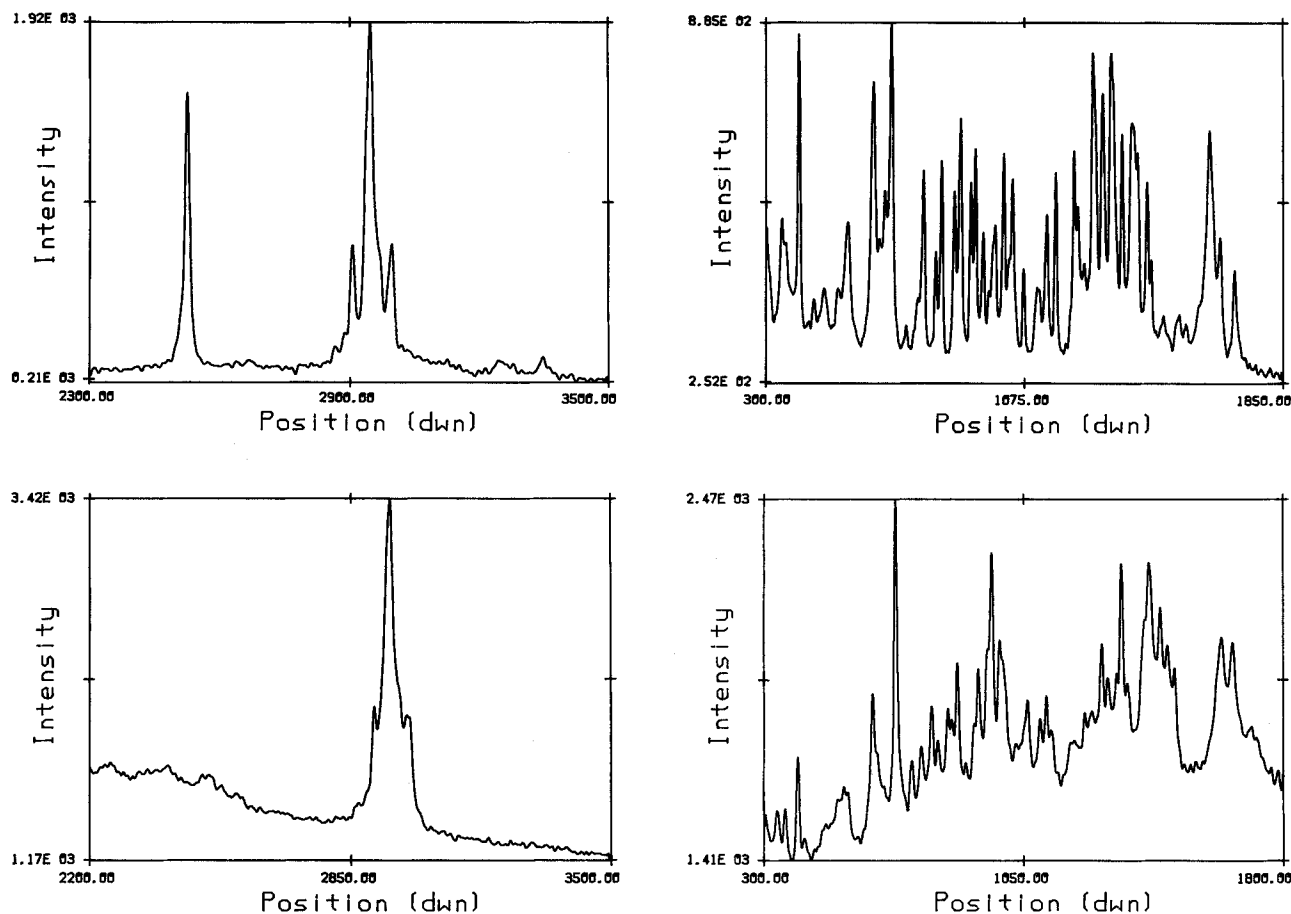 1.92E 03
Intensity
0.21E 03
2300.00 2900.00 3500.00
Position (dwn)
8.85E 02
Intensity
2.52E 02
300.00 1075.00 1850.00
Position (dwn)
3.42E 03
Intensity
1.17E 03
2200.00 2850.00 3500.00
Position (dwn)
2.47E 03
Intensity
1.41E 03
300.00 1050.00 1800.00
Position (dwn)